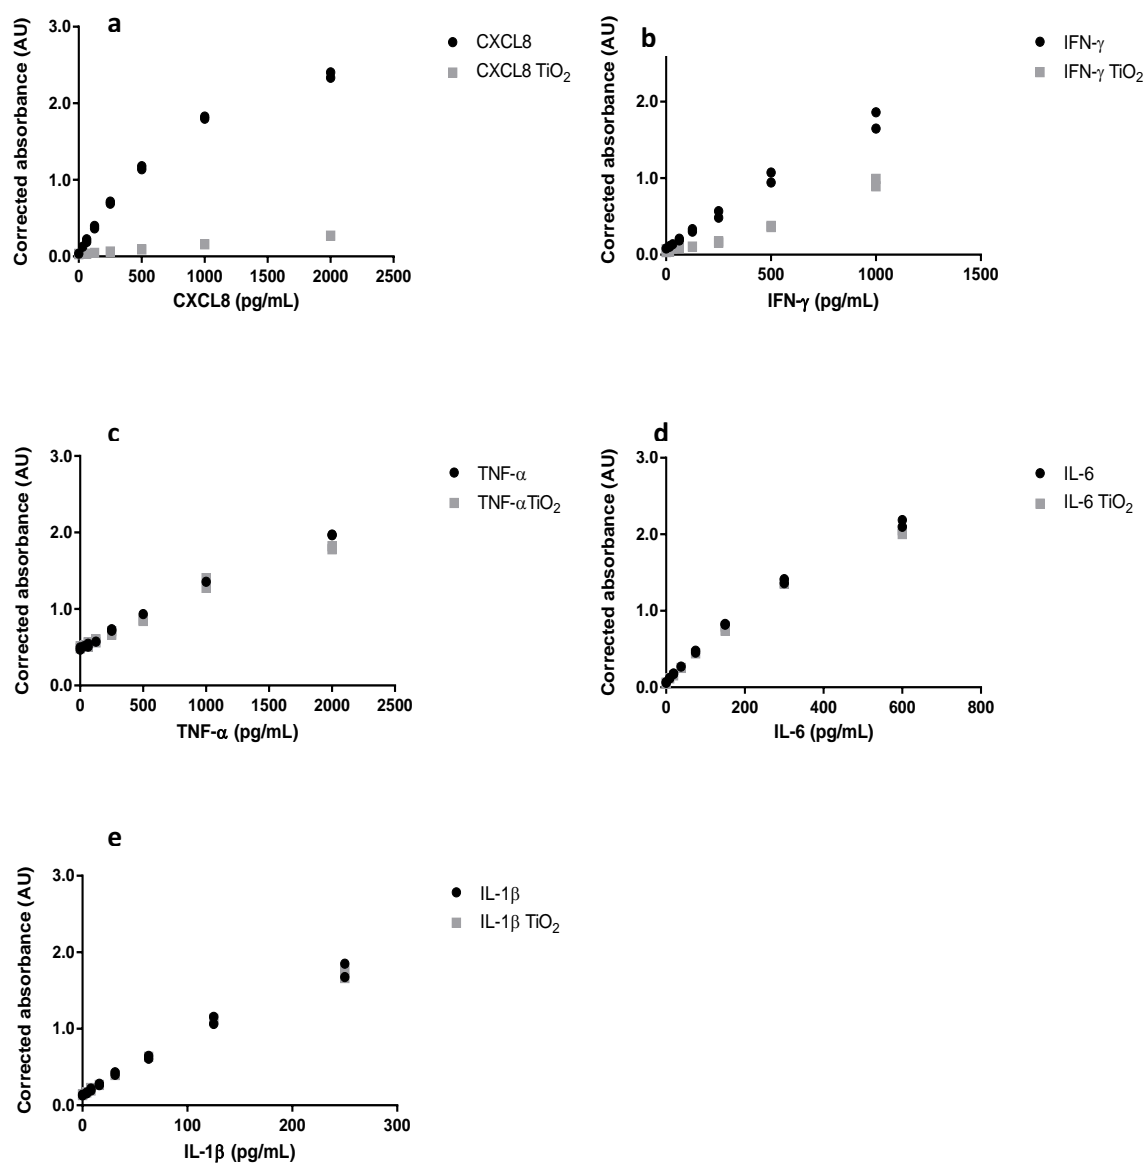 a
3.0
2.0
1.0
0.0
Corrected absorbance (AU)
0 500 1000 1500 2000 2500
CXCL8 (pg/mL)
CXCL8
CXCL8 TiO2
b
2.0
1.0
0.0
Corrected absorbance (AU)
0 500 1000 1500
IFN-γ (pg/mL)
IFN-γ
IFN-γ TiO2
c
3.0
2.0
1.0
0.0
Corrected absorbance (AU)
0 500 1000 1500 2000 2500
TNF-α (pg/mL)
TNF-α
TNF-αTiO2
d
3.0
2.0
1.0
0.0
Corrected absorbance (AU)
0 200 400 600 800
IL-6 (pg/mL)
IL-6
IL-6 TiO2
e
3.0
2.0
1.0
0.0
Corrected absorbance (AU)
0 100 200 300
IL-1β (pg/mL)
IL-1β
IL-1β TiO2